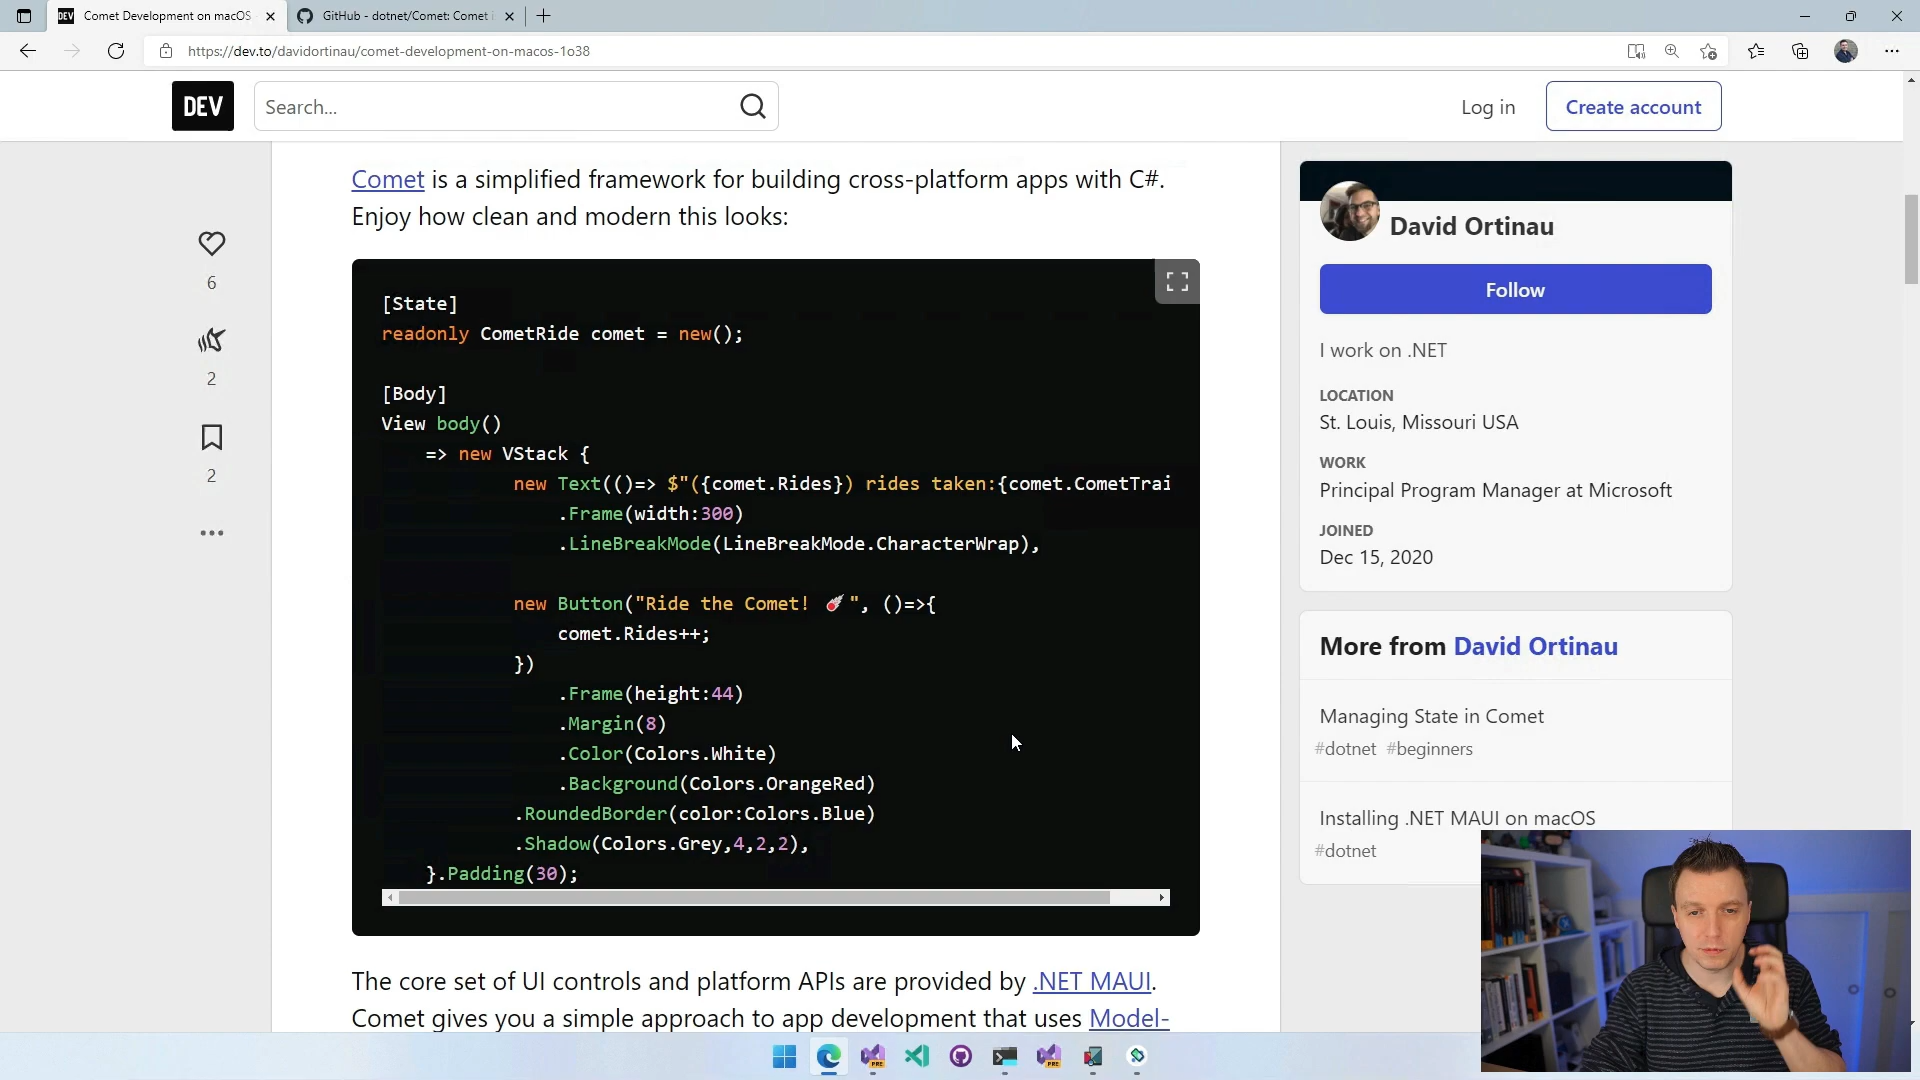 Comet Development on macOS
GitHub - dotnet/Comet: Comet i
https://dev.to/davidortinau/comet-development-on-macos-1o38
DEV
Search...
Log in
Create account
Comet is a simplified framework for building cross-platform apps with C#.
Enjoy how clean and modern this looks:
6
2
2
[State]
readonly CometRide comet = new();
[Body]
View body()
=> new VStack {
new Text(()=> $"({comet.Rides}) rides taken:{comet.CometTrai
.Frame(width:300)
.LineBreakMode(LineBreakMode.CharacterWrap),
new Button("Ride the Comet! ☄️", ()=>{
comet.Rides++;
})
.Frame(height:44)
.Margin(8)
.Color(Colors.White)
.Background(Colors.OrangeRed)
.RoundedBorder(color:Colors.Blue)
.Shadow(Colors.Grey,4,2,2),
}.Padding(30);
The core set of UI controls and platform APIs are provided by .NET MAUI.
Comet gives you a simple approach to app development that uses Model-
David Ortinau
Follow
I work on .NET
LOCATION
St. Louis, Missouri USA
WORK
Principal Program Manager at Microsoft
JOINED
Dec 15, 2020
More from David Ortinau
Managing State in Comet
#dotnet #beginners
Installing .NET MAUI on macOS
#dotnet